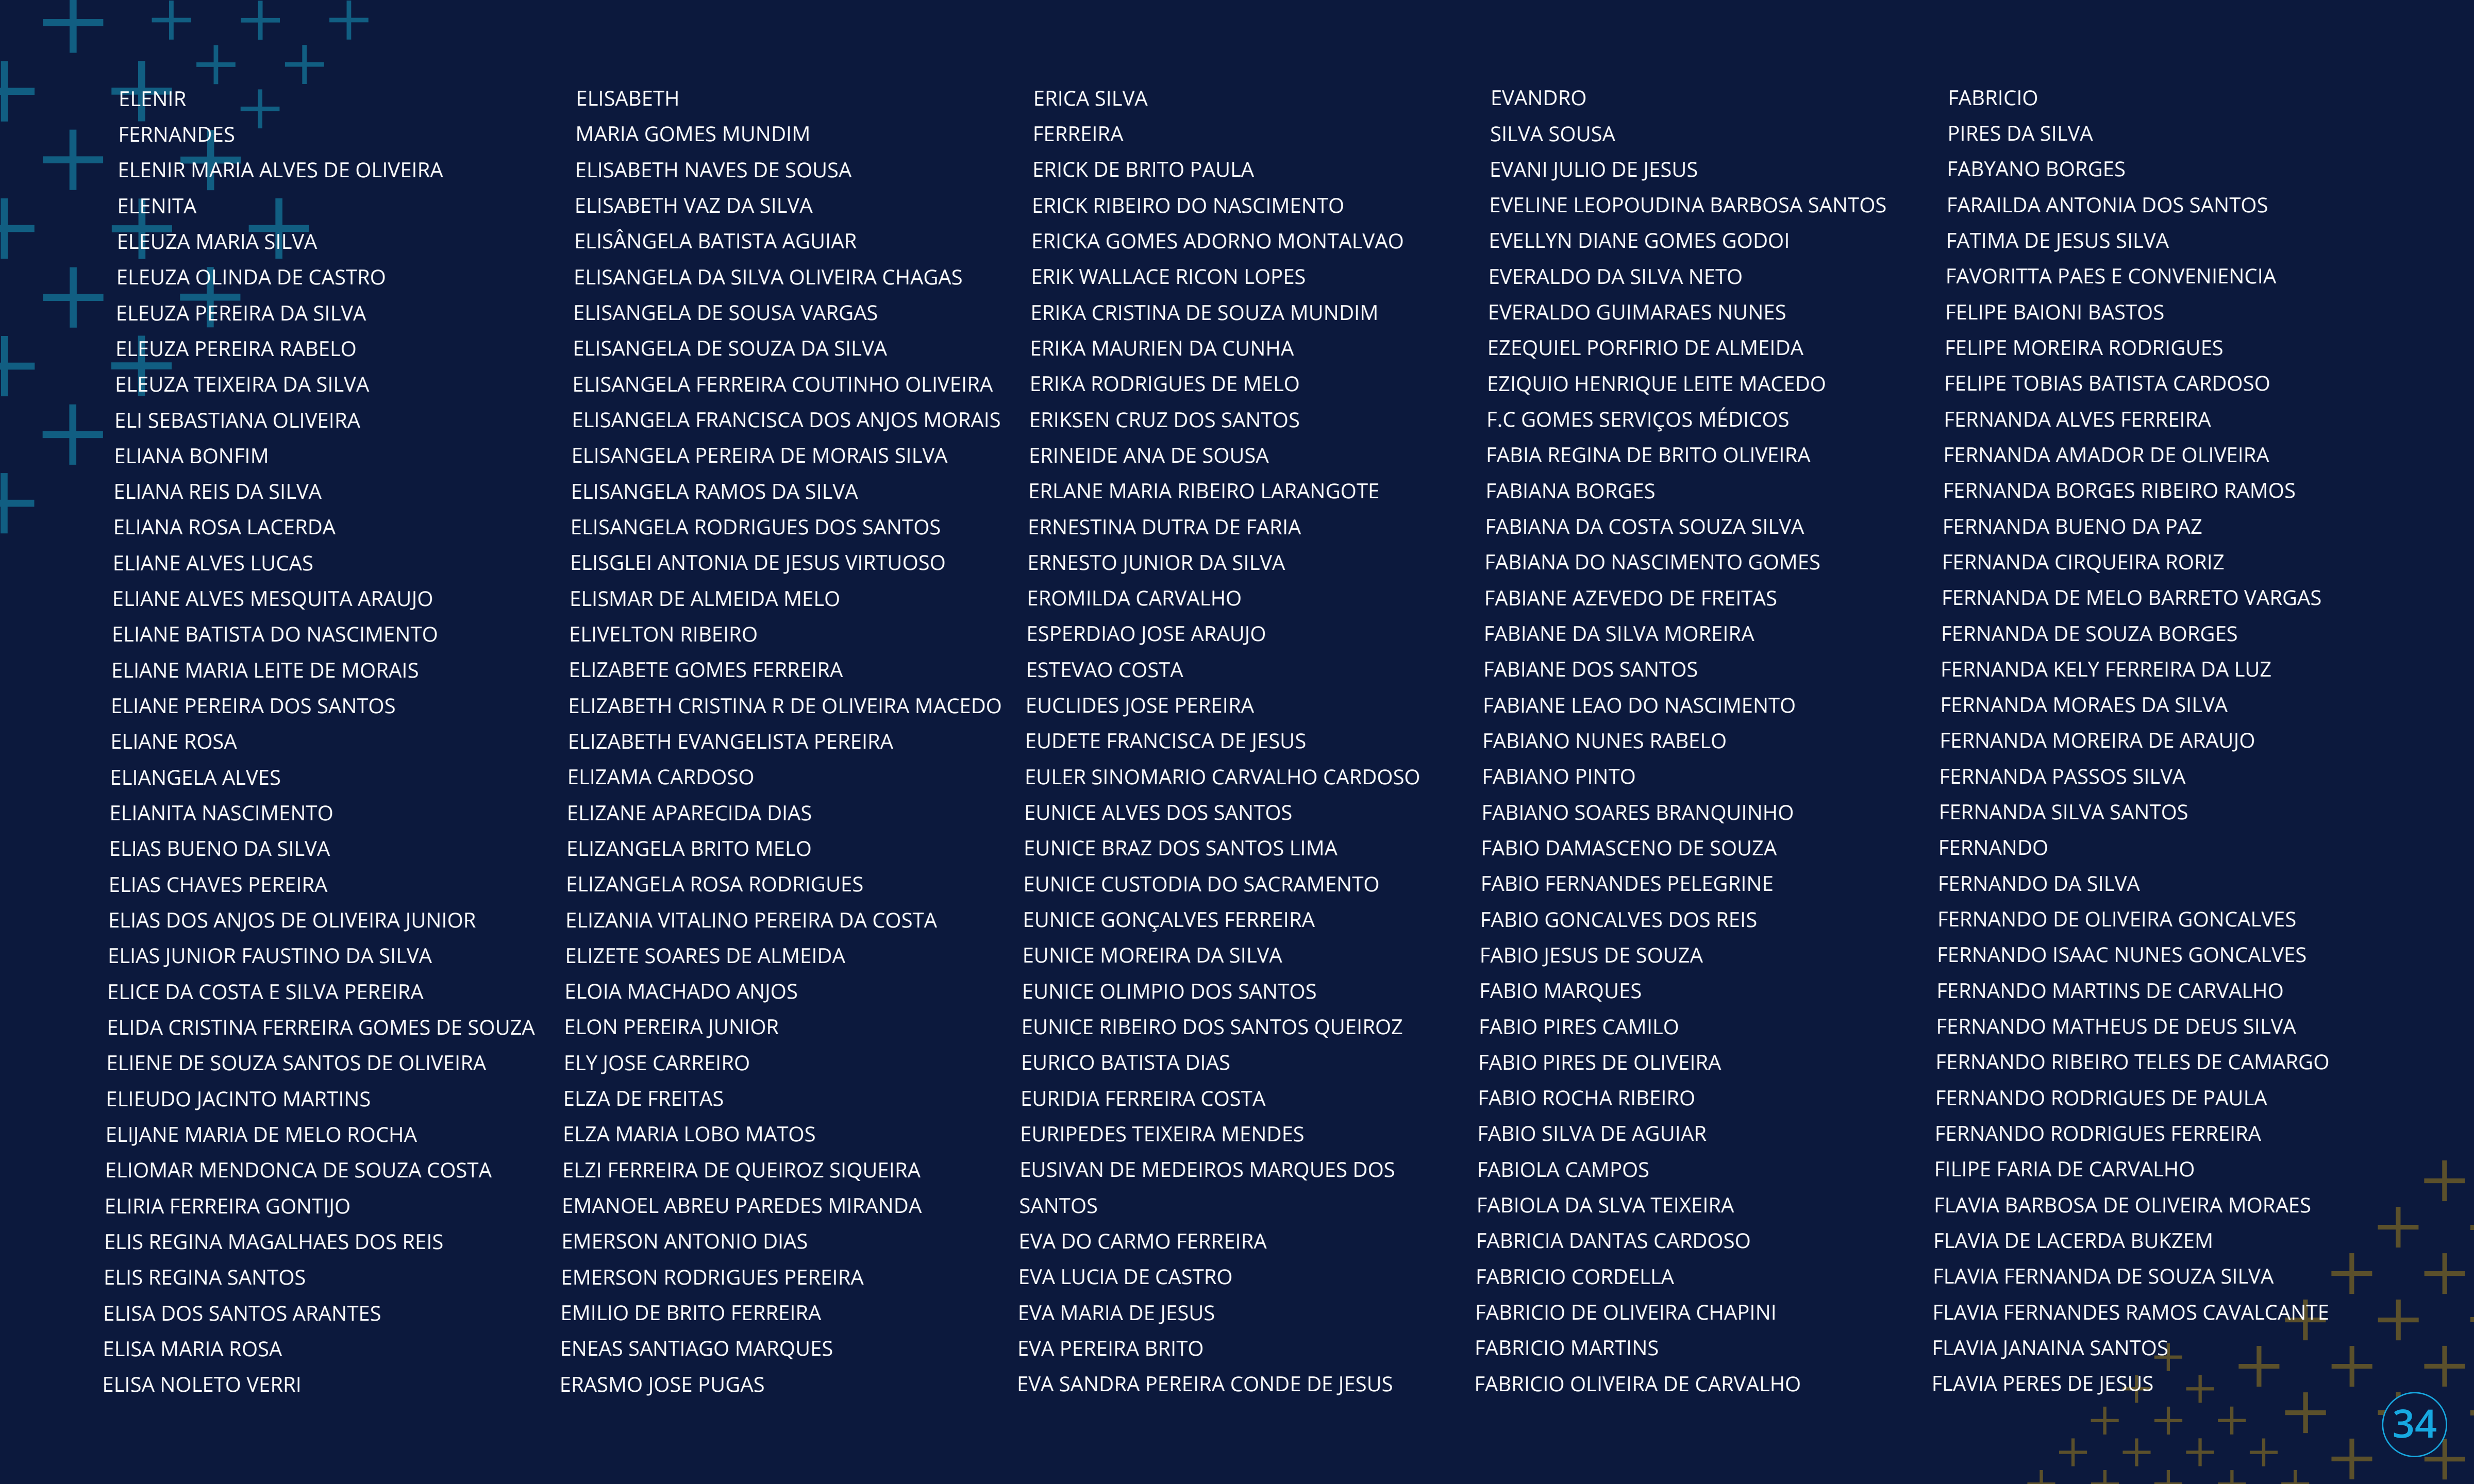 ELENIR
FERNANDES
ELENIR MARIA ALVES DE OLIVEIRA
ELENITA
ELEUZA MARIA SILVA
ELEUZA OLINDA DE CASTRO
ELEUZA PEREIRA DA SILVA
ELEUZA PEREIRA RABELO
ELEUZA TEIXEIRA DA SILVA
ELI SEBASTIANA OLIVEIRA
ELIANA BONFIM
ELIANA REIS DA SILVA
ELIANA ROSA LACERDA
ELIANE ALVES LUCAS
ELIANE ALVES MESQUITA ARAUJO
ELIANE BATISTA DO NASCIMENTO
ELIANE MARIA LEITE DE MORAIS
ELIANE PEREIRA DOS SANTOS
ELIANE ROSA
ELIANGELA ALVES
ELIANITA NASCIMENTO
ELIAS BUENO DA SILVA
ELIAS CHAVES PEREIRA
ELIAS DOS ANJOS DE OLIVEIRA JUNIOR
ELIAS JUNIOR FAUSTINO DA SILVA
ELICE DA COSTA E SILVA PEREIRA
ELIDA CRISTINA FERREIRA GOMES DE SOUZA
ELIENE DE SOUZA SANTOS DE OLIVEIRA
ELIEUDO JACINTO MARTINS
ELIJANE MARIA DE MELO ROCHA
ELIOMAR MENDONCA DE SOUZA COSTA
ELIRIA FERREIRA GONTIJO
ELIS REGINA MAGALHAES DOS REIS
ELIS REGINA SANTOS
ELISA DOS SANTOS ARANTES
ELISA MARIA ROSA
ELISA NOLETO VERRI
ELISABETH
MARIA GOMES MUNDIM
ELISABETH NAVES DE SOUSA
ELISABETH VAZ DA SILVA
ELISÂNGELA BATISTA AGUIAR
ELISANGELA DA SILVA OLIVEIRA CHAGAS
ELISANGELA DE SOUSA VARGAS
ELISANGELA DE SOUZA DA SILVA
ELISANGELA FERREIRA COUTINHO OLIVEIRA
ELISANGELA FRANCISCA DOS ANJOS MORAIS
ELISANGELA PEREIRA DE MORAIS SILVA
ELISANGELA RAMOS DA SILVA
ELISANGELA RODRIGUES DOS SANTOS
ELISGLEI ANTONIA DE JESUS VIRTUOSO
ELISMAR DE ALMEIDA MELO
ELIVELTON RIBEIRO
ELIZABETE GOMES FERREIRA
ELIZABETH CRISTINA R DE OLIVEIRA MACEDO
ELIZABETH EVANGELISTA PEREIRA
ELIZAMA CARDOSO
ELIZANE APARECIDA DIAS
ELIZANGELA BRITO MELO
ELIZANGELA ROSA RODRIGUES
ELIZANIA VITALINO PEREIRA DA COSTA
ELIZETE SOARES DE ALMEIDA
ELOIA MACHADO ANJOS
ELON PEREIRA JUNIOR
ELY JOSE CARREIRO
ELZA DE FREITAS
ELZA MARIA LOBO MATOS
ELZI FERREIRA DE QUEIROZ SIQUEIRA
EMANOEL ABREU PAREDES MIRANDA
EMERSON ANTONIO DIAS
EMERSON RODRIGUES PEREIRA
EMILIO DE BRITO FERREIRA
ENEAS SANTIAGO MARQUES
ERASMO JOSE PUGAS
ERICA SILVA
FERREIRA
ERICK DE BRITO PAULA
ERICK RIBEIRO DO NASCIMENTO
ERICKA GOMES ADORNO MONTALVAO
ERIK WALLACE RICON LOPES
ERIKA CRISTINA DE SOUZA MUNDIM
ERIKA MAURIEN DA CUNHA
ERIKA RODRIGUES DE MELO
ERIKSEN CRUZ DOS SANTOS
ERINEIDE ANA DE SOUSA
ERLANE MARIA RIBEIRO LARANGOTE
ERNESTINA DUTRA DE FARIA
ERNESTO JUNIOR DA SILVA
EROMILDA CARVALHO
ESPERDIAO JOSE ARAUJO
ESTEVAO COSTA
EUCLIDES JOSE PEREIRA
EUDETE FRANCISCA DE JESUS
EULER SINOMARIO CARVALHO CARDOSO
EUNICE ALVES DOS SANTOS
EUNICE BRAZ DOS SANTOS LIMA
EUNICE CUSTODIA DO SACRAMENTO
EUNICE GONÇALVES FERREIRA
EUNICE MOREIRA DA SILVA
EUNICE OLIMPIO DOS SANTOS
EUNICE RIBEIRO DOS SANTOS QUEIROZ
EURICO BATISTA DIAS
EURIDIA FERREIRA COSTA
EURIPEDES TEIXEIRA MENDES
EUSIVAN DE MEDEIROS MARQUES DOS
SANTOS
EVA DO CARMO FERREIRA
EVA LUCIA DE CASTRO
EVA MARIA DE JESUS
EVA PEREIRA BRITO
EVA SANDRA PEREIRA CONDE DE JESUS
EVANDRO
SILVA SOUSA
EVANI JULIO DE JESUS
EVELINE LEOPOUDINA BARBOSA SANTOS
EVELLYN DIANE GOMES GODOI
EVERALDO DA SILVA NETO
EVERALDO GUIMARAES NUNES
EZEQUIEL PORFIRIO DE ALMEIDA
EZIQUIO HENRIQUE LEITE MACEDO
F.C GOMES SERVIÇOS MÉDICOS
FABIA REGINA DE BRITO OLIVEIRA
FABIANA BORGES
FABIANA DA COSTA SOUZA SILVA
FABIANA DO NASCIMENTO GOMES
FABIANE AZEVEDO DE FREITAS
FABIANE DA SILVA MOREIRA
FABIANE DOS SANTOS
FABIANE LEAO DO NASCIMENTO
FABIANO NUNES RABELO
FABIANO PINTO
FABIANO SOARES BRANQUINHO
FABIO DAMASCENO DE SOUZA
FABIO FERNANDES PELEGRINE
FABIO GONCALVES DOS REIS
FABIO JESUS DE SOUZA
FABIO MARQUES
FABIO PIRES CAMILO
FABIO PIRES DE OLIVEIRA
FABIO ROCHA RIBEIRO
FABIO SILVA DE AGUIAR
FABIOLA CAMPOS
FABIOLA DA SLVA TEIXEIRA
FABRICIA DANTAS CARDOSO
FABRICIO CORDELLA
FABRICIO DE OLIVEIRA CHAPINI
FABRICIO MARTINS
FABRICIO OLIVEIRA DE CARVALHO
FABRICIO
PIRES DA SILVA
FABYANO BORGES
FARAILDA ANTONIA DOS SANTOS
FATIMA DE JESUS SILVA
FAVORITTA PAES E CONVENIENCIA
FELIPE BAIONI BASTOS
FELIPE MOREIRA RODRIGUES
FELIPE TOBIAS BATISTA CARDOSO
FERNANDA ALVES FERREIRA
FERNANDA AMADOR DE OLIVEIRA
FERNANDA BORGES RIBEIRO RAMOS
FERNANDA BUENO DA PAZ
FERNANDA CIRQUEIRA RORIZ
FERNANDA DE MELO BARRETO VARGAS
FERNANDA DE SOUZA BORGES
FERNANDA KELY FERREIRA DA LUZ
FERNANDA MORAES DA SILVA
FERNANDA MOREIRA DE ARAUJO
FERNANDA PASSOS SILVA
FERNANDA SILVA SANTOS
FERNANDO
FERNANDO DA SILVA
FERNANDO DE OLIVEIRA GONCALVES
FERNANDO ISAAC NUNES GONCALVES
FERNANDO MARTINS DE CARVALHO
FERNANDO MATHEUS DE DEUS SILVA
FERNANDO RIBEIRO TELES DE CAMARGO
FERNANDO RODRIGUES DE PAULA
FERNANDO RODRIGUES FERREIRA
FILIPE FARIA DE CARVALHO
FLAVIA BARBOSA DE OLIVEIRA MORAES
FLAVIA DE LACERDA BUKZEM
FLAVIA FERNANDA DE SOUZA SILVA
FLAVIA FERNANDES RAMOS CAVALCANTE
FLAVIA JANAINA SANTOS
FLAVIA PERES DE JESUS
34